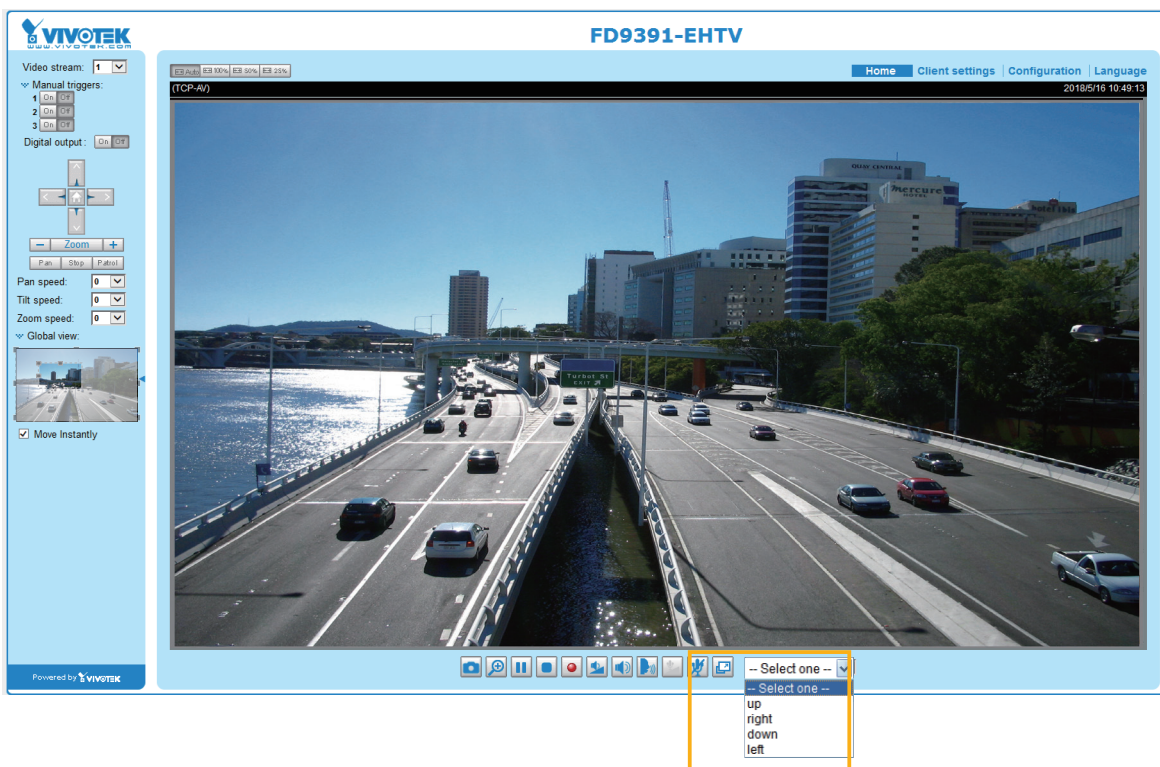 VIVOTEK
www.vivotek.com
FD9391-EHTV
Video stream: 1
Manual triggers:
1 On Off
2 On Off
3 On Off
Digital output: On Off
Zoom
Pan Stop Patrol
Pan speed: 0
Tilt speed: 0
Zoom speed: 0
Global view:
Move Instantly
Powered by VIVOTEK
Auto 100% 50% 25%
Home Client settings Configuration Language
(TCP-AV) 2018/5/16 10:49:13
QUAY CENTRAL
Mercure
HOTEL
Turbot St
EXIT
-- Select one --
-- Select one --
up
right
down
left